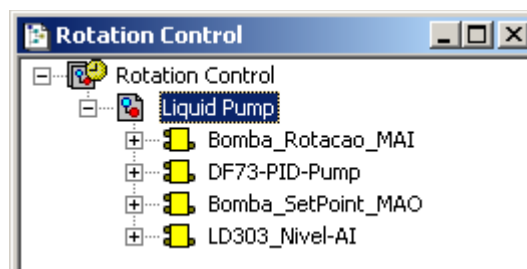 Rotation Control
Rotation Control
Liquid Pump
Bomba_Rotacao_MAI
DF73-PID-Pump
Bomba_SetPoint_MAO
LD303_Nivel-AI